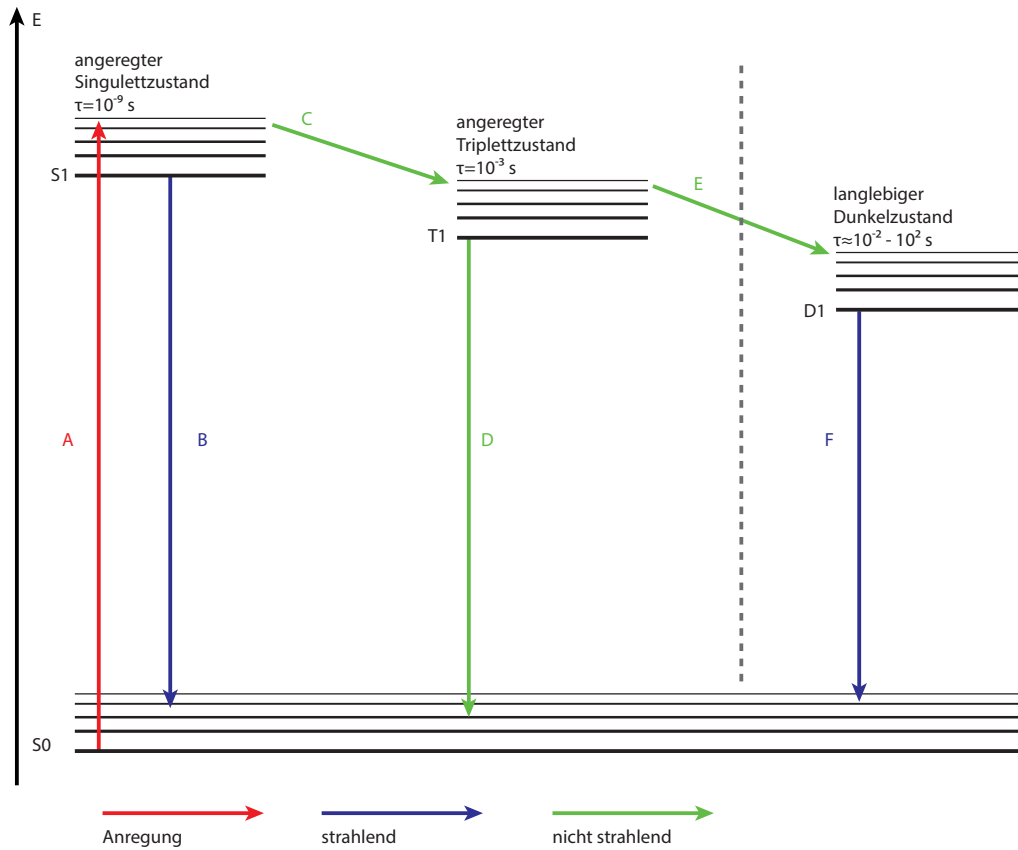 E
angeregter
Singulettzustand
τ=10⁻⁹ s
C
angeregter
Triplettzustand
τ=10⁻³ s
S1
E
langlebiger
Dunkelzustand
τ≈10⁻² - 10² s
T1
D1
A
B
D
F
S0
Anregung
strahlend
nicht strahlend